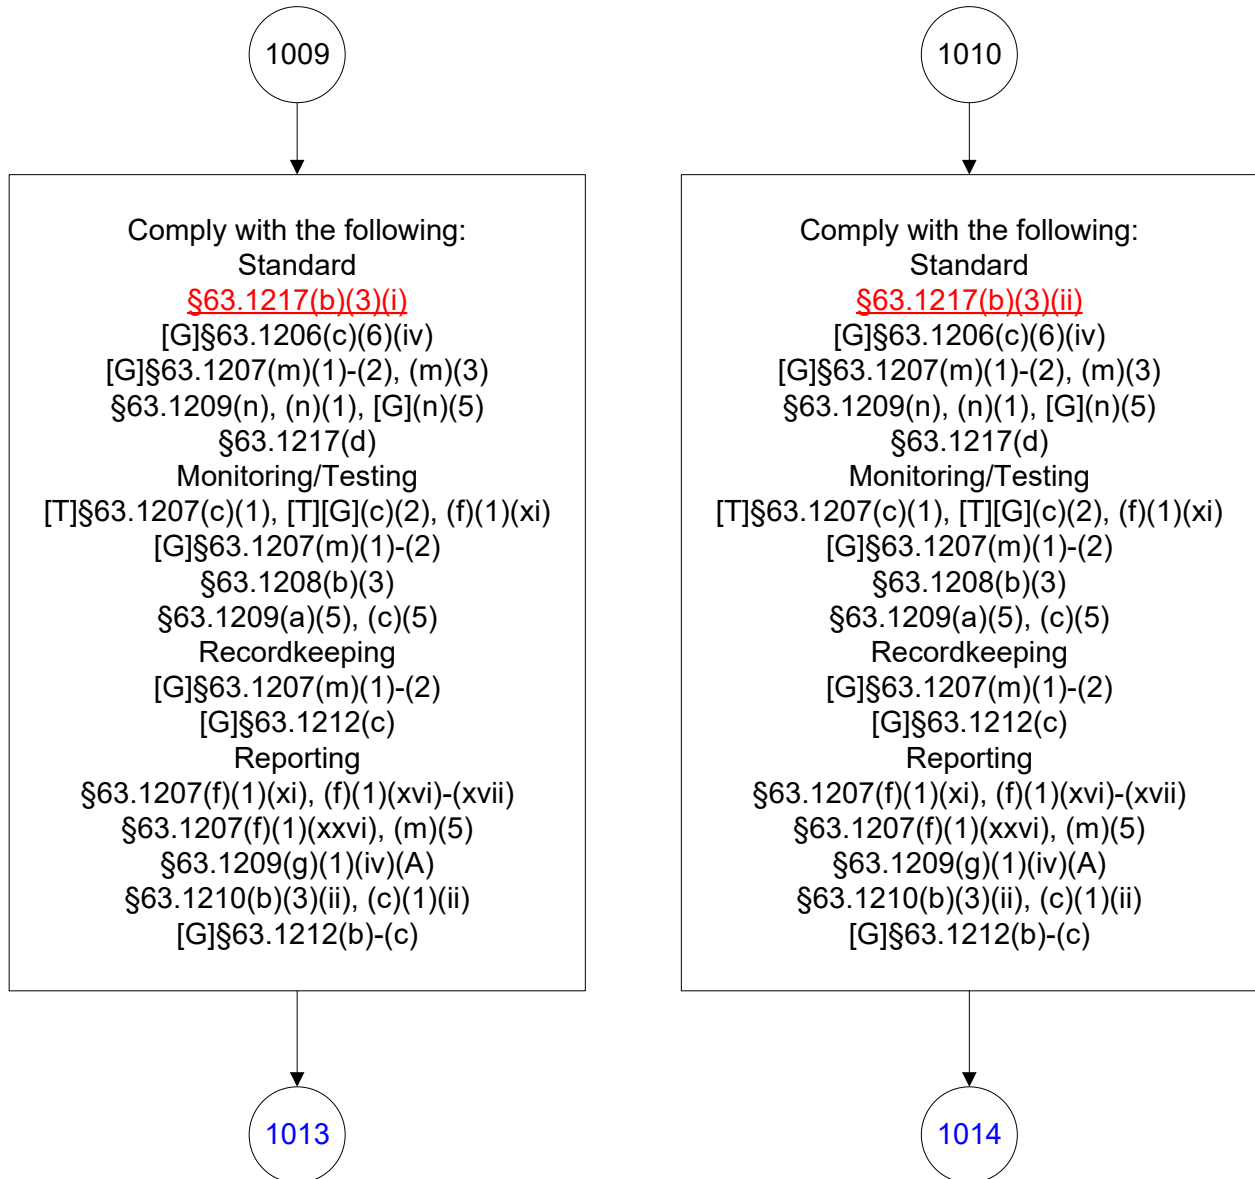 1009
Comply with the following:
Standard
§63.1217(b)(3)(i)
[G]§63.1206(c)(6)(iv)
[G]§63.1207(m)(1)-(2), (m)(3)
§63.1209(n), (n)(1), [G](n)(5)
§63.1217(d)
Monitoring/Testing
[T]§63.1207(c)(1), [T][G](c)(2), (f)(1)(xi)
[G]§63.1207(m)(1)-(2)
§63.1208(b)(3)
§63.1209(a)(5), (c)(5)
Recordkeeping
[G]§63.1207(m)(1)-(2)
[G]§63.1212(c)
Reporting
§63.1207(f)(1)(xi), (f)(1)(xvi)-(xvii)
§63.1207(f)(1)(xxvi), (m)(5)
§63.1209(g)(1)(iv)(A)
§63.1210(b)(3)(ii), (c)(1)(ii)
[G]§63.1212(b)-(c)
1013
1010
Comply with the following:
Standard
§63.1217(b)(3)(ii)
[G]§63.1206(c)(6)(iv)
[G]§63.1207(m)(1)-(2), (m)(3)
§63.1209(n), (n)(1), [G](n)(5)
§63.1217(d)
Monitoring/Testing
[T]§63.1207(c)(1), [T][G](c)(2), (f)(1)(xi)
[G]§63.1207(m)(1)-(2)
§63.1208(b)(3)
§63.1209(a)(5), (c)(5)
Recordkeeping
[G]§63.1207(m)(1)-(2)
[G]§63.1212(c)
Reporting
§63.1207(f)(1)(xi), (f)(1)(xvi)-(xvii)
§63.1207(f)(1)(xxvi), (m)(5)
§63.1209(g)(1)(iv)(A)
§63.1210(b)(3)(ii), (c)(1)(ii)
[G]§63.1212(b)-(c)
1014